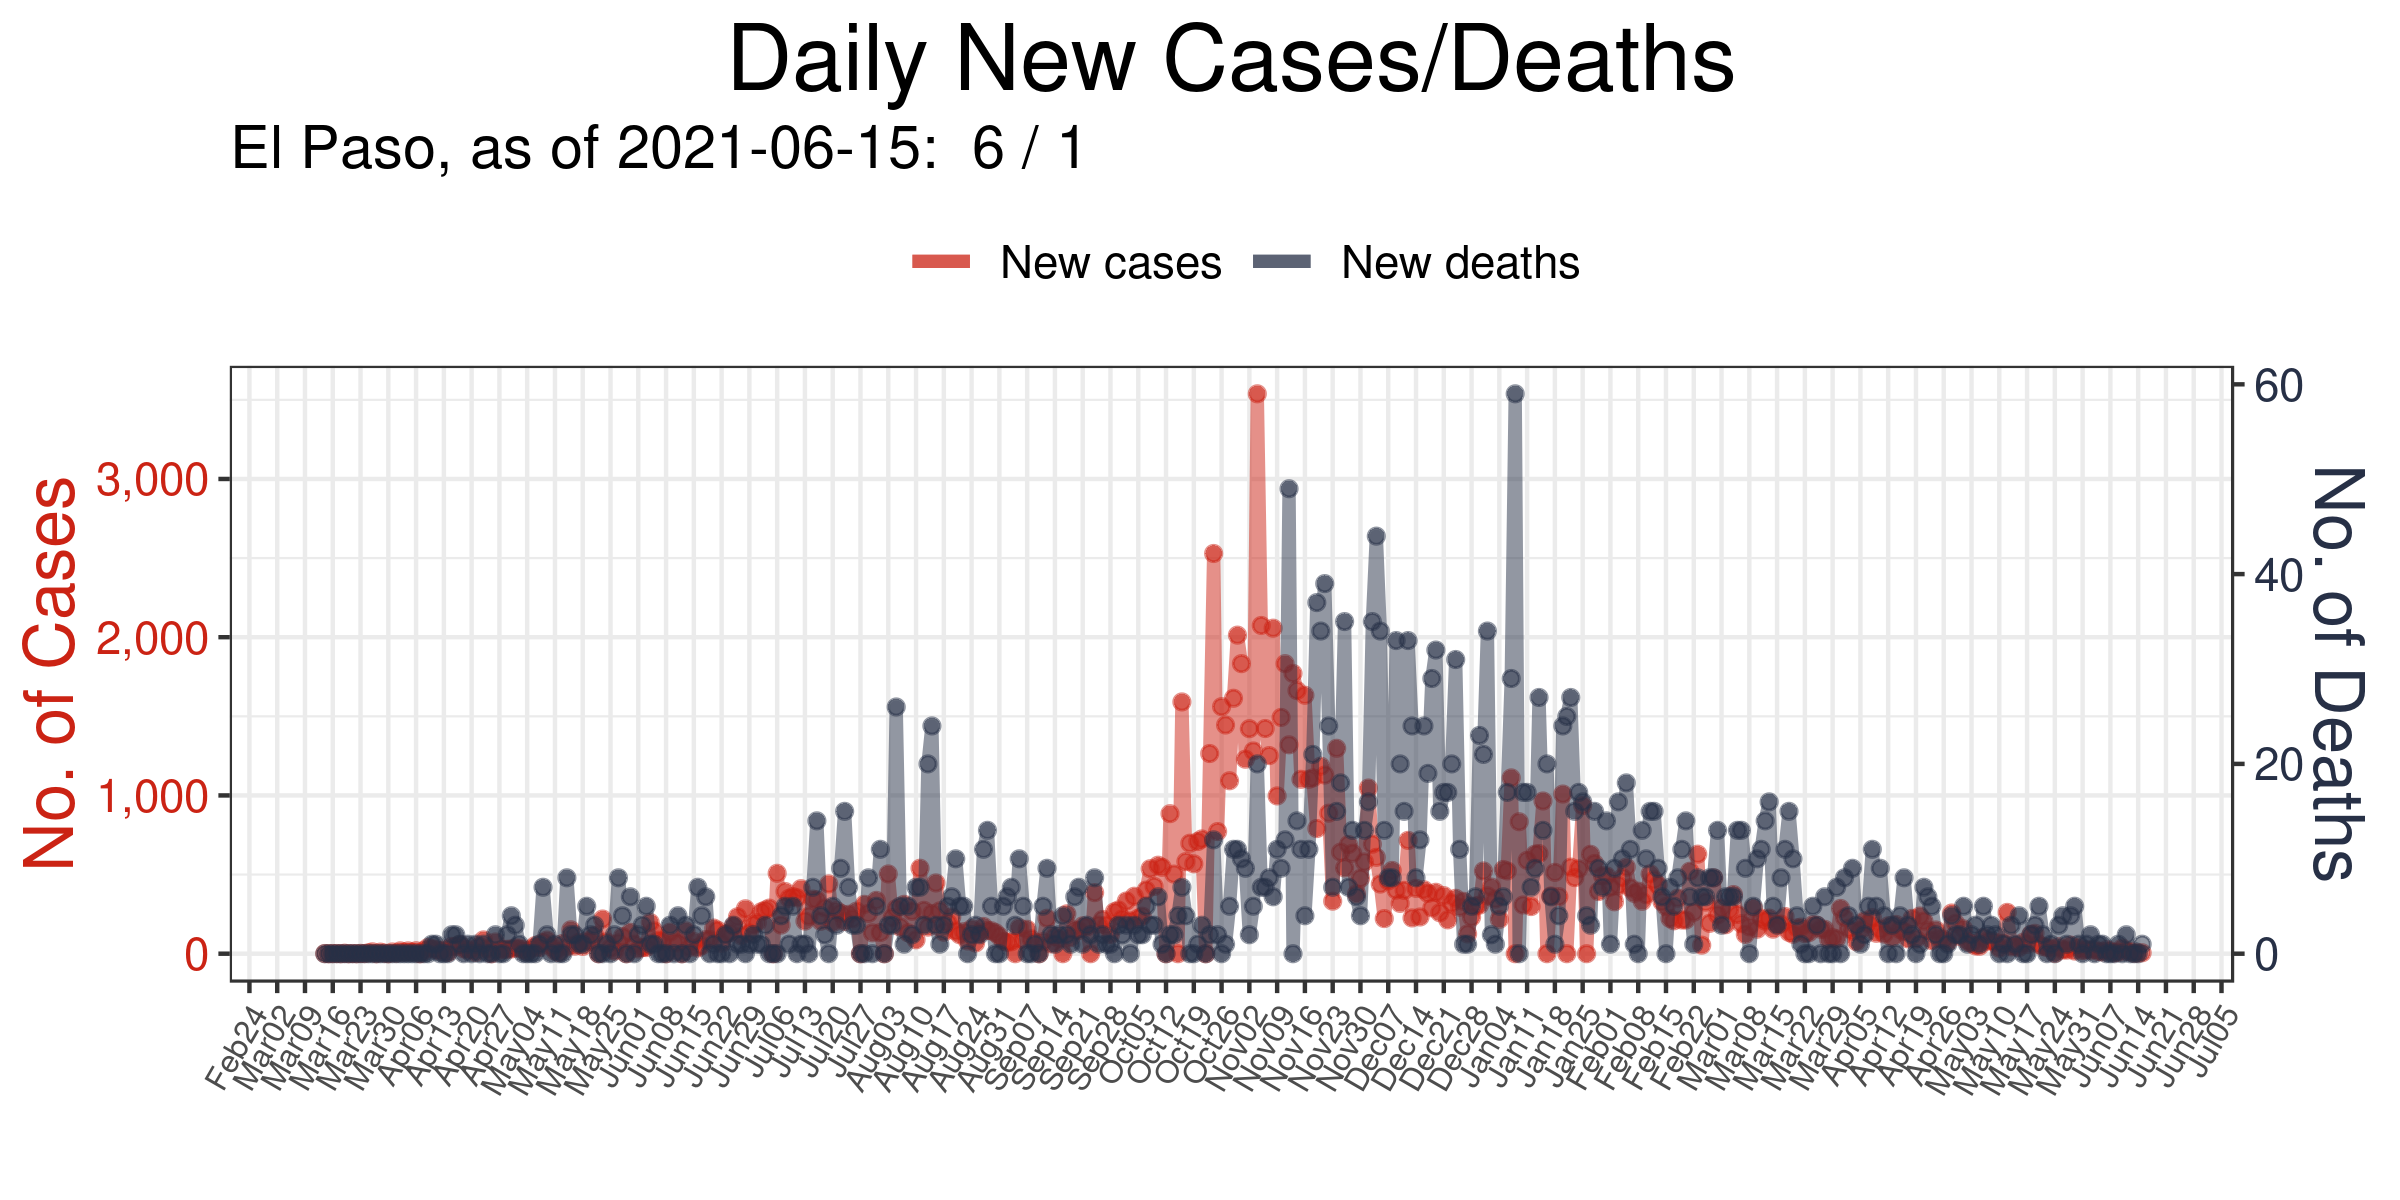 Daily New Cases/Deaths
El Paso, as of 2021-06-15:  6 / 1
New cases
New deaths
No. of Cases
3,000
2,000
1,000
0
60
40
20
0
No. of Deaths
Feb24
Mar02
Mar09
Mar16
Mar23
Mar30
Apr06
Apr13
Apr20
Apr27
May04
May11
May18
May25
Jun01
Jun08
Jun15
Jun22
Jun29
Jul06
Jul13
Jul20
Jul27
Aug03
Aug10
Aug17
Aug24
Aug31
Sep07
Sep14
Sep21
Sep28
Oct05
Oct12
Oct19
Oct26
Nov02
Nov09
Nov16
Nov23
Nov30
Dec07
Dec14
Dec21
Dec28
Jan04
Jan11
Jan18
Jan25
Feb01
Feb08
Feb15
Feb22
Mar01
Mar08
Mar15
Mar22
Mar29
Apr05
Apr12
Apr19
Apr26
May03
May10
May17
May24
May31
Jun07
Jun14
Jun21
Jun28
Jul05